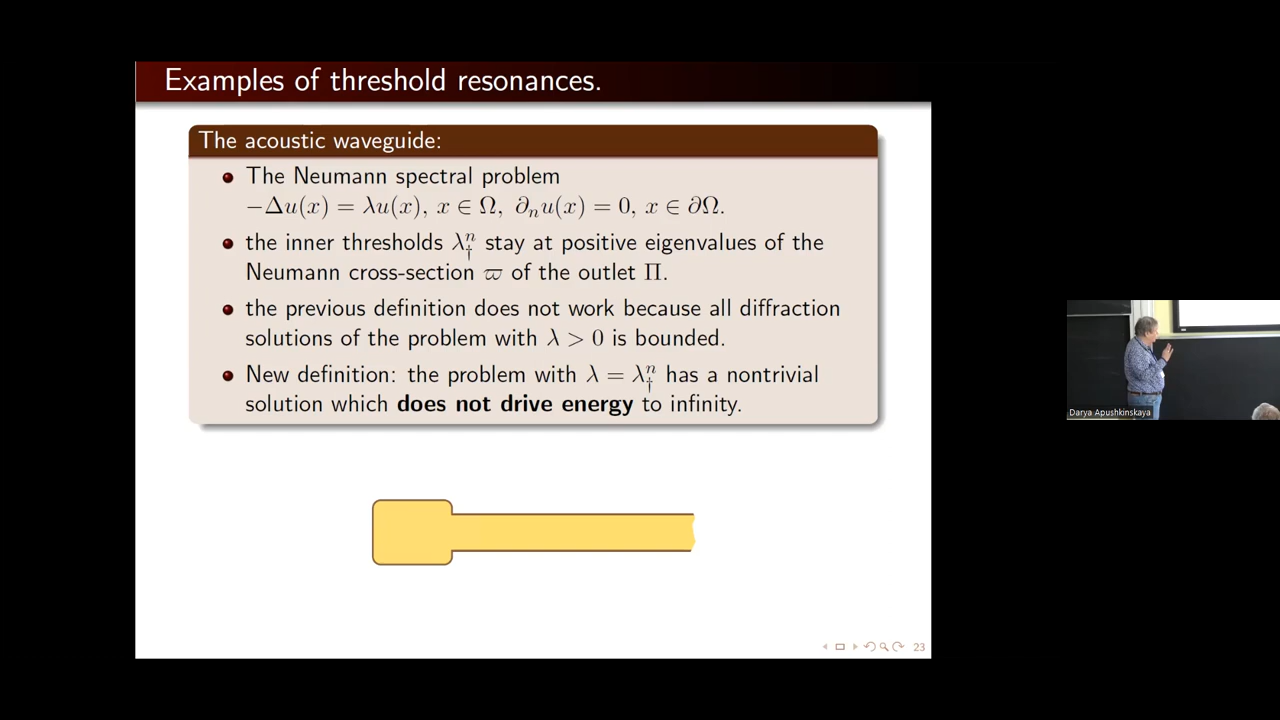 Examples of threshold resonances.
The acoustic waveguide:
The Neumann spectral problem
−Δu(x) = λu(x), x ∈ Ω, ∂ₙu(x) = 0, x ∈ ∂Ω.
the inner thresholds λ†ⁿ stay at positive eigenvalues of the
Neumann cross-section ϖ of the outlet Π.
the previous definition does not work because all diffraction
solutions of the problem with λ > 0 is bounded.
New definition: the problem with λ = λ†ⁿ has a nontrivial
solution which does not drive energy to infinity.
Darya Apushkinskaya
23